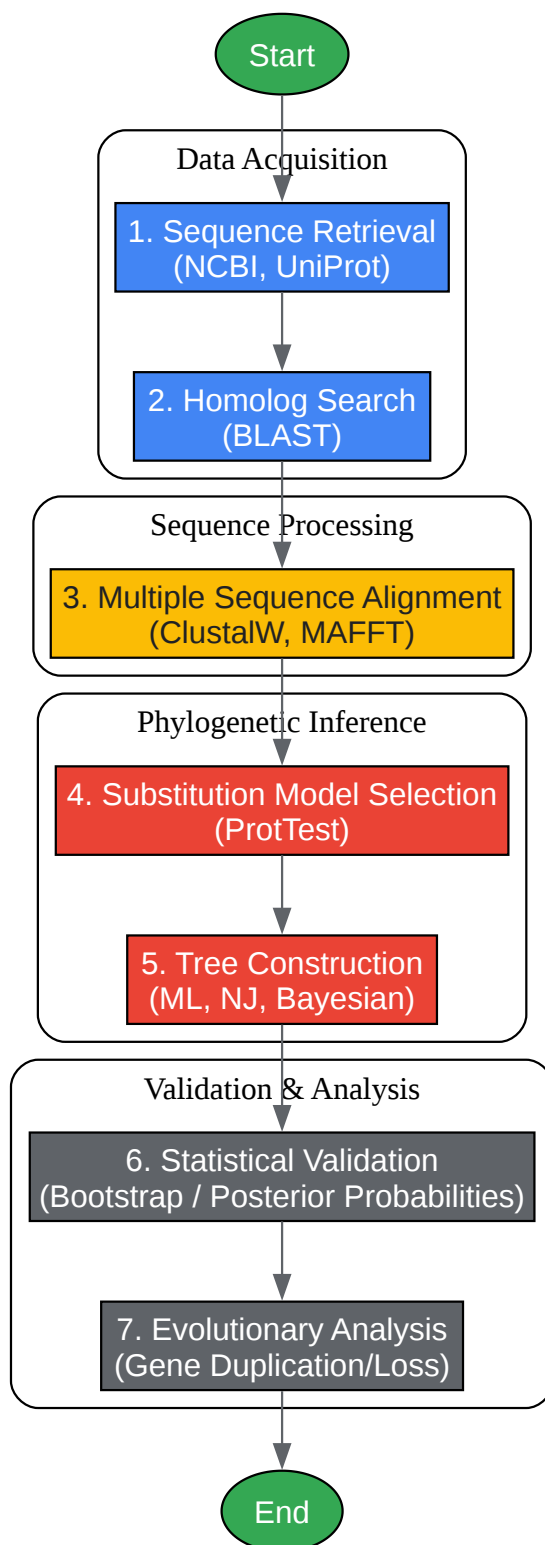 Start
Data Acquisition
1. Sequence Retrieval
(NCBI, UniProt)
2. Homolog Search
(BLAST)
Sequence Processing
3. Multiple Sequence Alignment
(ClustalW, MAFFT)
Phylogenetic Inference
4. Substitution Model Selection
(ProtTest)
5. Tree Construction
(ML, NJ, Bayesian)
Validation & Analysis
6. Statistical Validation
(Bootstrap / Posterior Probabilities)
7. Evolutionary Analysis
(Gene Duplication/Loss)
End